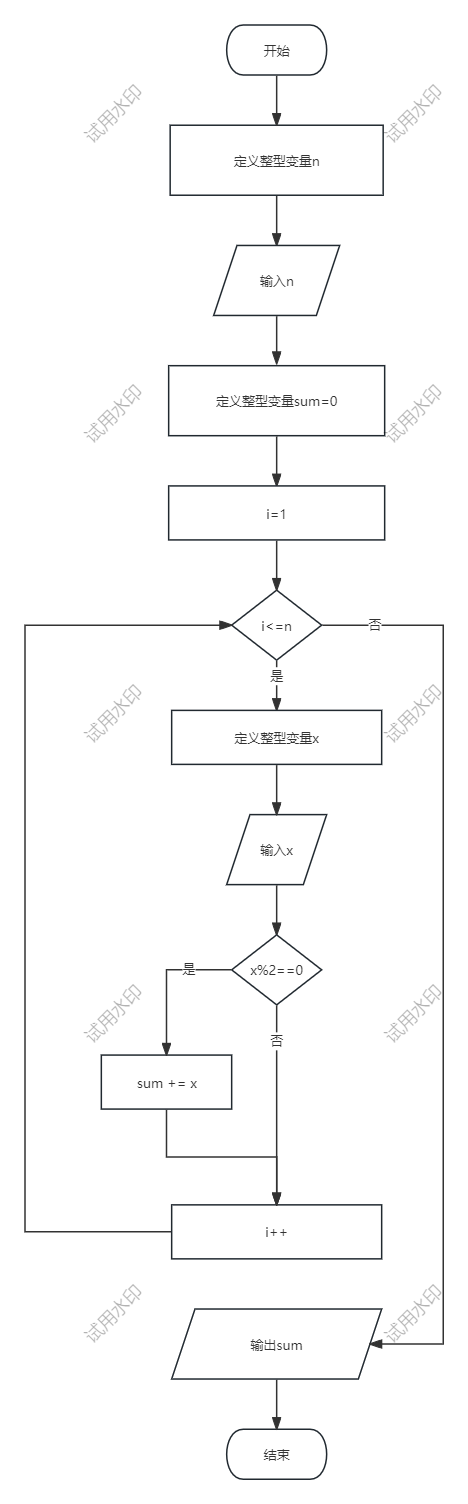 开始
试用水印
试用水印
定义整型变量n
输入n
定义整型变量sum=0
试用水印
试用水印
i=1
i<=n
否
是
试用水印
试用水印
定义整型变量x
输入x
是
x%2==0
试用水印
试用水印
否
sum += x
i++
试用水印
试用水印
输出sum
结束